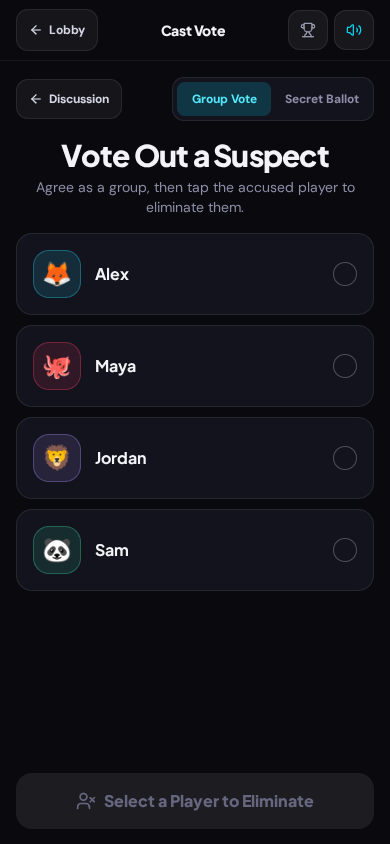 Lobby
Cast Vote
Discussion
Group Vote
Secret Ballot
Vote Out a Suspect
Agree as a group, then tap the accused player to
eliminate them.
Alex
Maya
Jordan
Sam
Select a Player to Eliminate